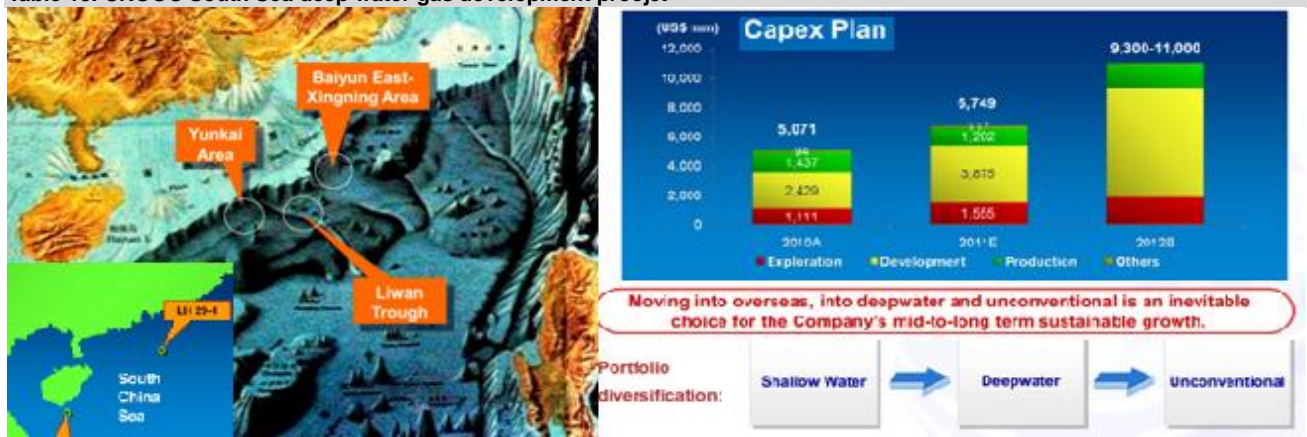 Capex Plan
(US$ mm)
12,000
10,000
8,000
6,000
4,000
2,000
0
5,071
94
1,437
2,429
1,111
1,202
1,555
9,300-11,000
2010A
2011E
Exploration
Development
Production
Others
Baiyun East-
Xingning Area
Yunkai
Area
Liwan
Trough
South
China
Sea
Moving into overseas, into deepwater and unconventional is an inevitable
choice for the Company's mid-to-long term sustainable growth.
Portfolio
diversification:
Shallow Water
Deepwater
Unconventional